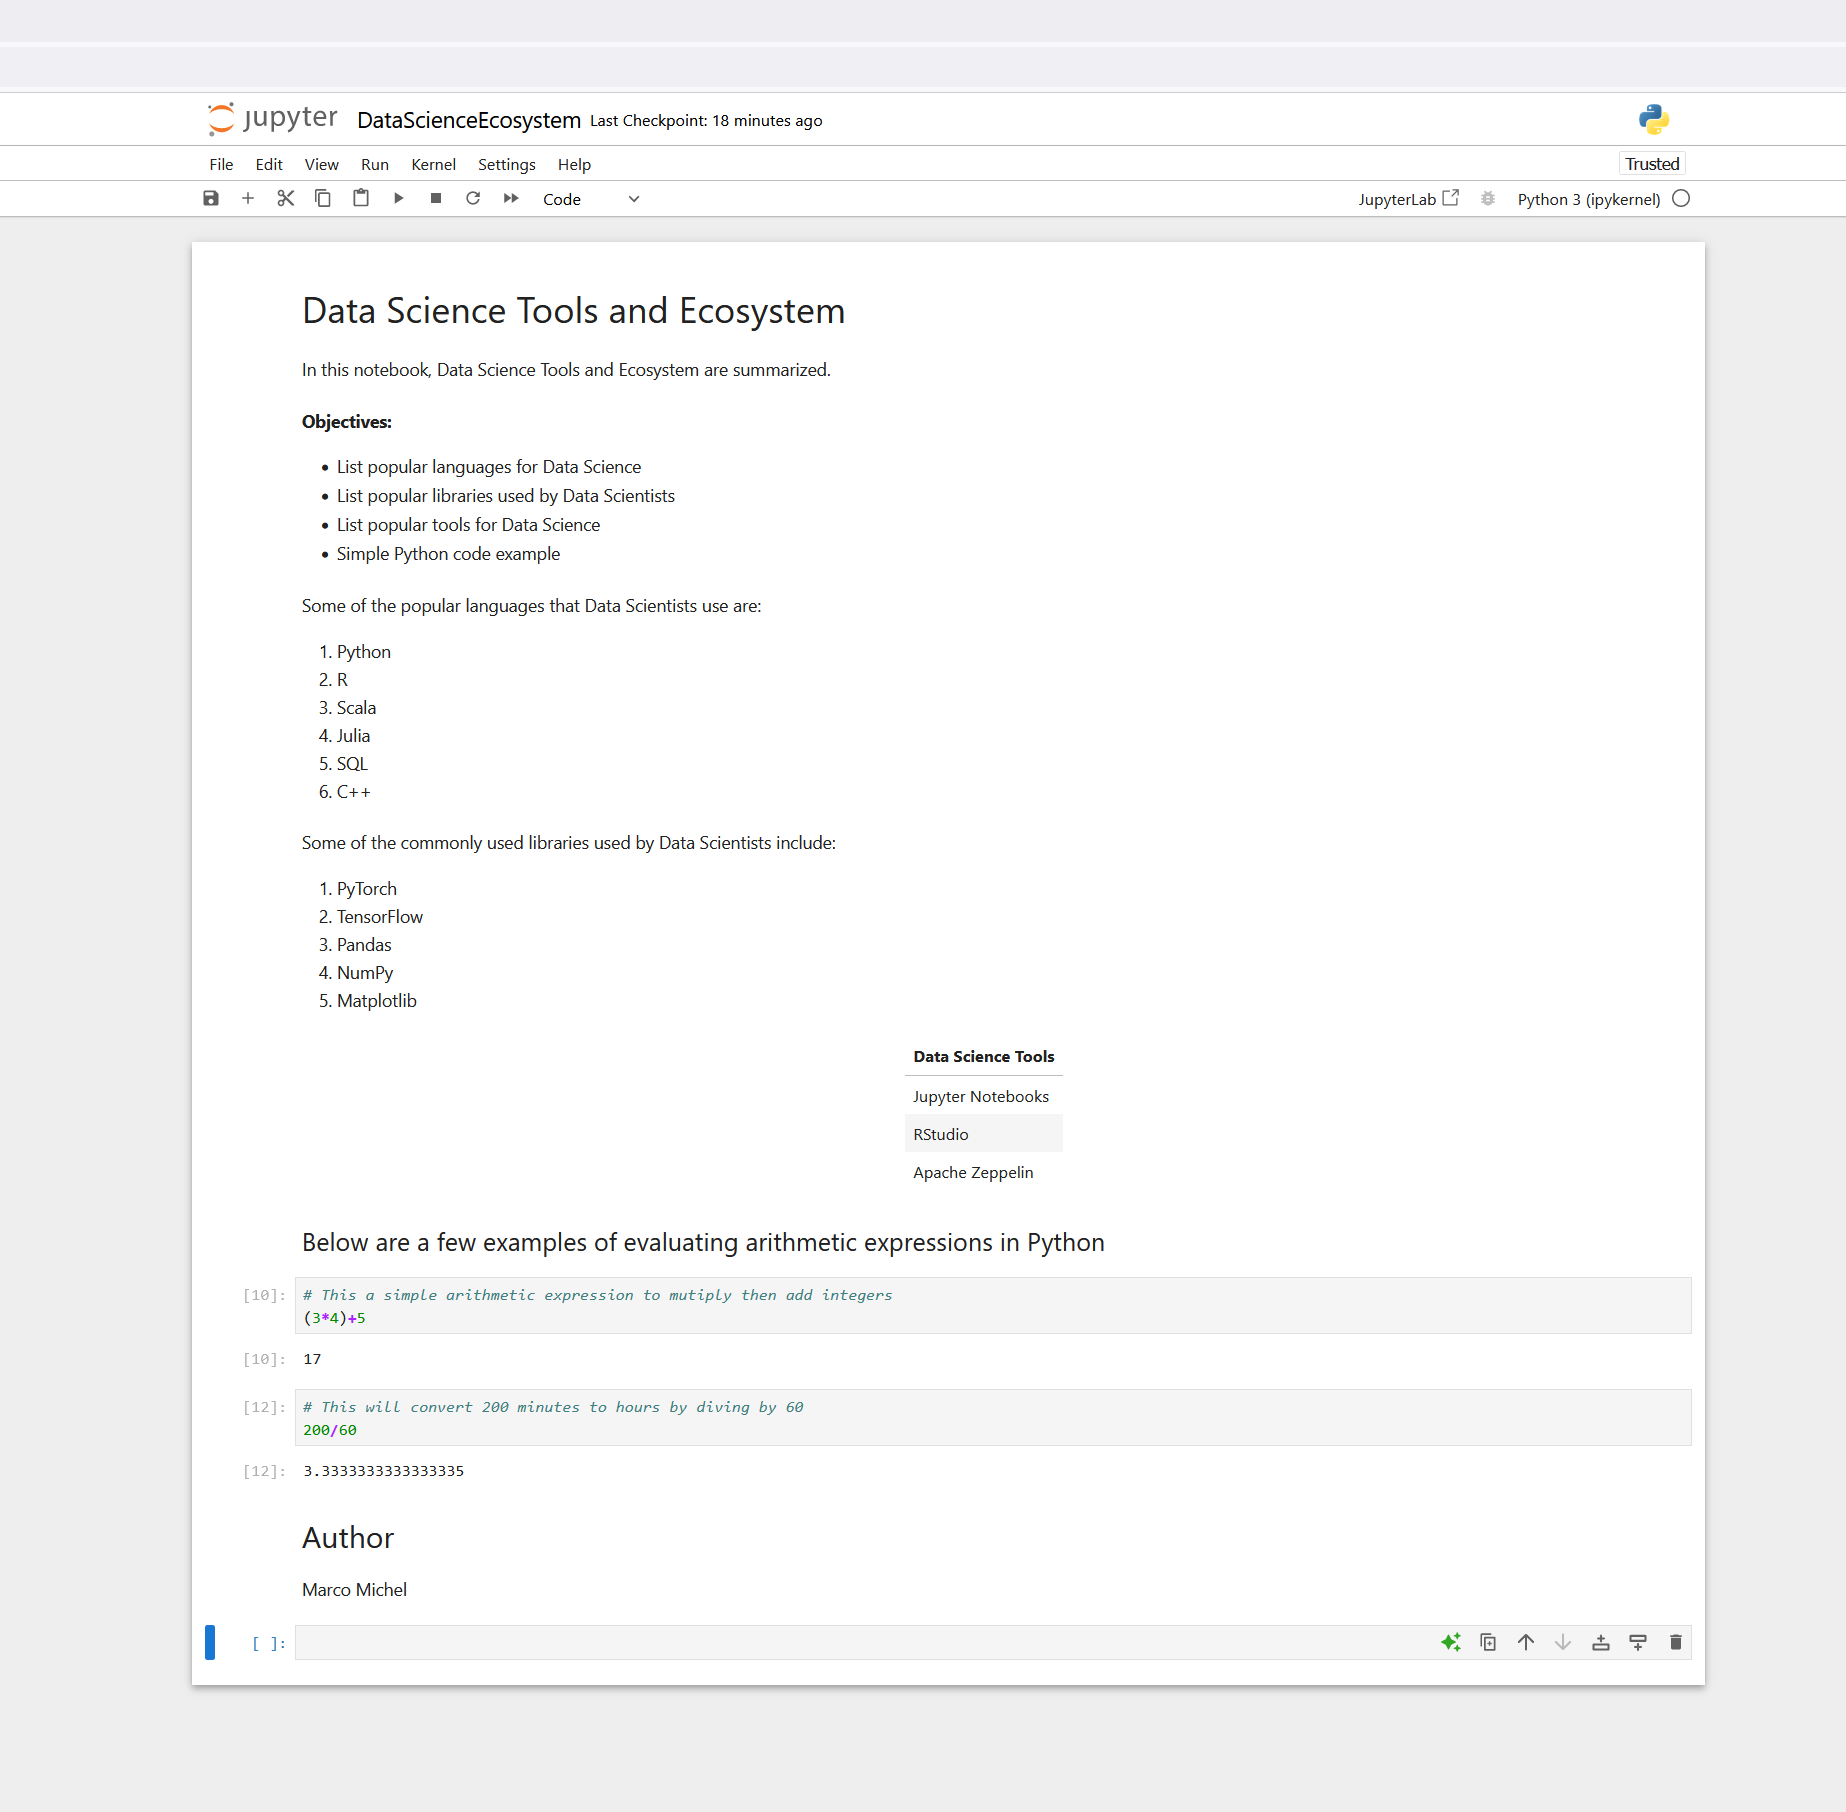 jupyter DataScienceEcosystem Last Checkpoint: 18 minutes ago
File Edit View Run Kernel Settings Help Trusted
Code JupyterLab Python 3 (ipykernel)
Data Science Tools and Ecosystem
In this notebook, Data Science Tools and Ecosystem are summarized.
Objectives:
• List popular languages for Data Science
• List popular libraries used by Data Scientists
• List popular tools for Data Science
• Simple Python code example
Some of the popular languages that Data Scientists use are:
1. Python
2. R
3. Scala
4. Julia
5. SQL
6. C++
Some of the commonly used libraries used by Data Scientists include:
1. PyTorch
2. TensorFlow
3. Pandas
4. NumPy
5. Matplotlib
Data Science Tools
Jupyter Notebooks
RStudio
Apache Zeppelin
Below are a few examples of evaluating arithmetic expressions in Python
[10]: # This a simple arithmetic expression to mutiply then add integers
(3*4)+5
[10]: 17
[12]: # This will convert 200 minutes to hours by diving by 60
200/60
[12]: 3.3333333333333335
Author
Marco Michel
[ ]: